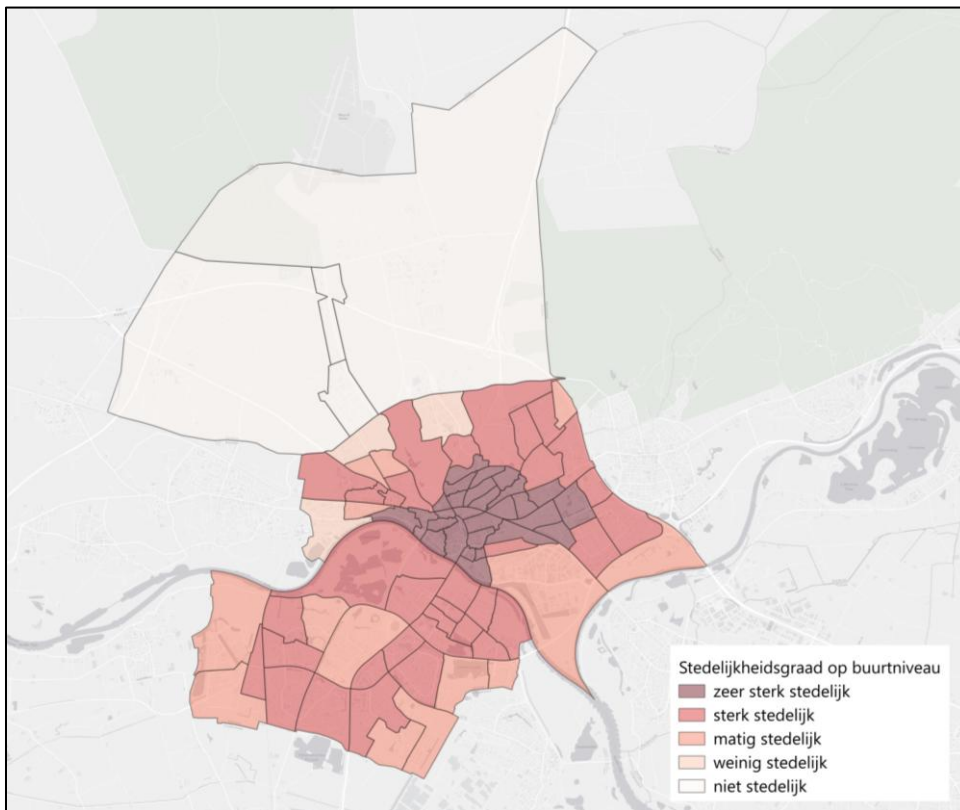 Stedelijkheidsgraad op buurtniveau
zeer sterk stedelijk
sterk stedelijk
matig stedelijk
weinig stedelijk
niet stedelijk